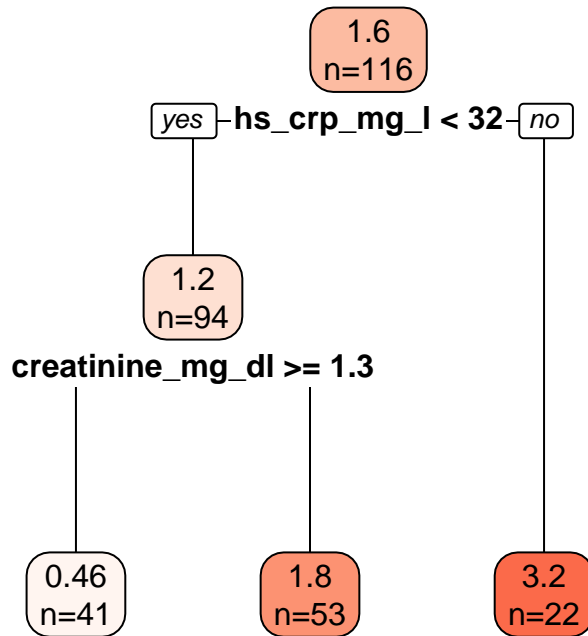 1.6
n=116
yes hs_crp_mg_l < 32 no
1.2
n=94
creatinine_mg_dl >= 1.3
0.46
n=41
1.8
n=53
3.2
n=22